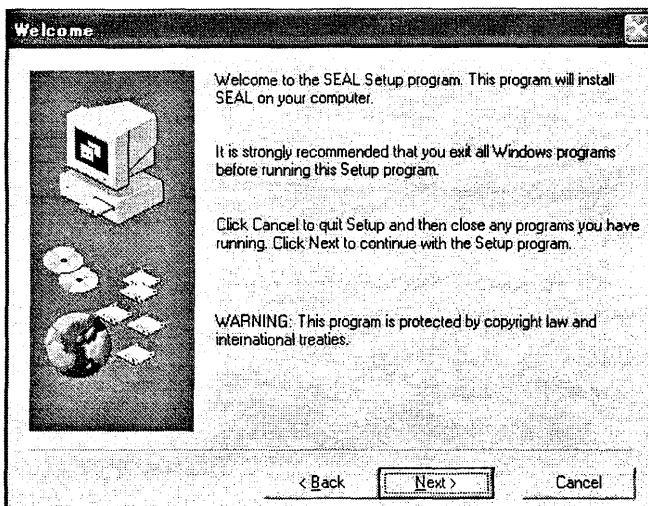 Welcome
Welcome to the SEAL Setup program. This program will install
SEAL on your computer.
It is strongly recommended that you exit all Windows programs
before running this Setup program.
Click Cancel to quit Setup and then close any programs you have
running. Click Next to continue with the Setup program.
WARNING: This program is protected by copyright law and
international treaties.
< Back Next > Cancel